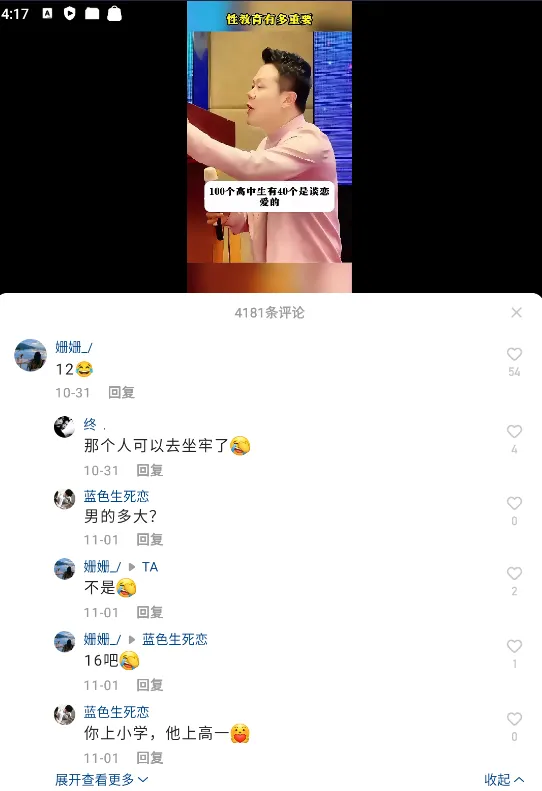 4:17
A
性教育有多重要
100个高中生有40个是谈恋
爱的
4181条评论
姗姗_/
12😂
54
10-31 回复
终 .
那个人可以去坐牢了🤣
4
10-31 回复
蓝色生死恋
男的多大？
0
11-01 回复
姗姗_/ ▶ TA
不是🤣
2
11-01 回复
姗姗_/ ▶ 蓝色生死恋
16吧🤣
1
11-01 回复
蓝色生死恋
你上小学，他上高一🤗
0
11-01 回复
展开查看更多
收起